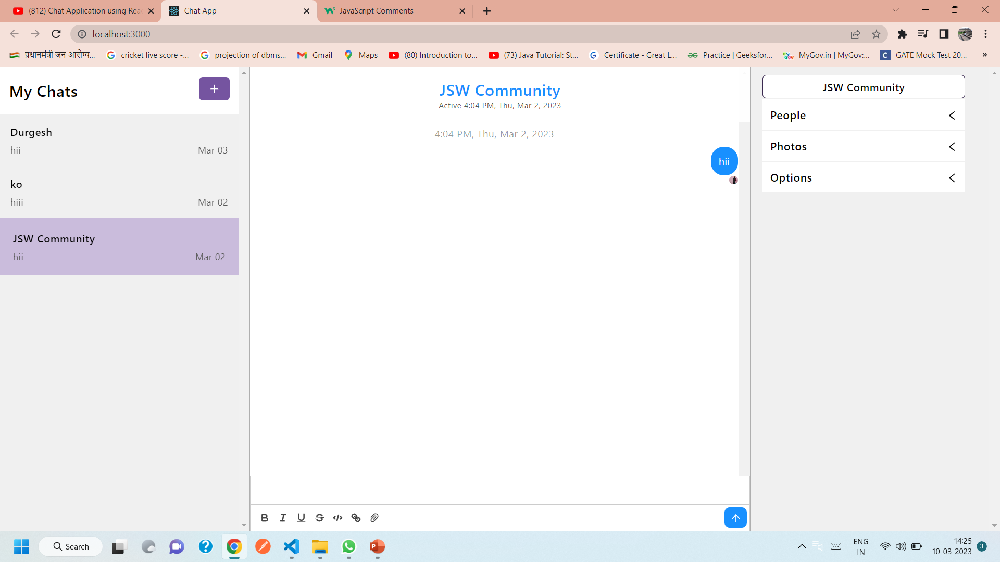 (812) Chat Application using Rea
Chat App
JavaScript Comments
localhost:3000
प्रधानमंत्री जन आरोग्य...
cricket live score -...
projection of dbms...
Gmail
Maps
(80) Introduction to...
(73) Java Tutorial: St...
Certificate - Great L...
Practice | Geeksfor...
MyGov.in | MyGov:...
GATE Mock Test 20...
»
My Chats
+
Durgesh
hii Mar 03
ko
hiii Mar 02
JSW Community
hii Mar 02
JSW Community
Active 4:04 PM, Thu, Mar 2, 2023
4:04 PM, Thu, Mar 2, 2023
hii
B I U S </>
JSW Community
People
Photos
Options
Search
ENG
IN
14:25
10-03-2023
3